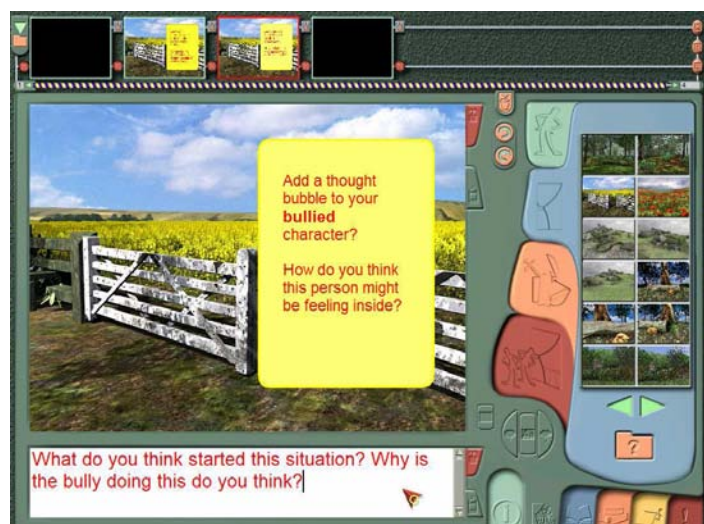 Add a thought
bubble to your
bullied
character?
How do you think
this person might
be feeling inside?
What do you think started this situation? Why is
the bully doing this do you think?